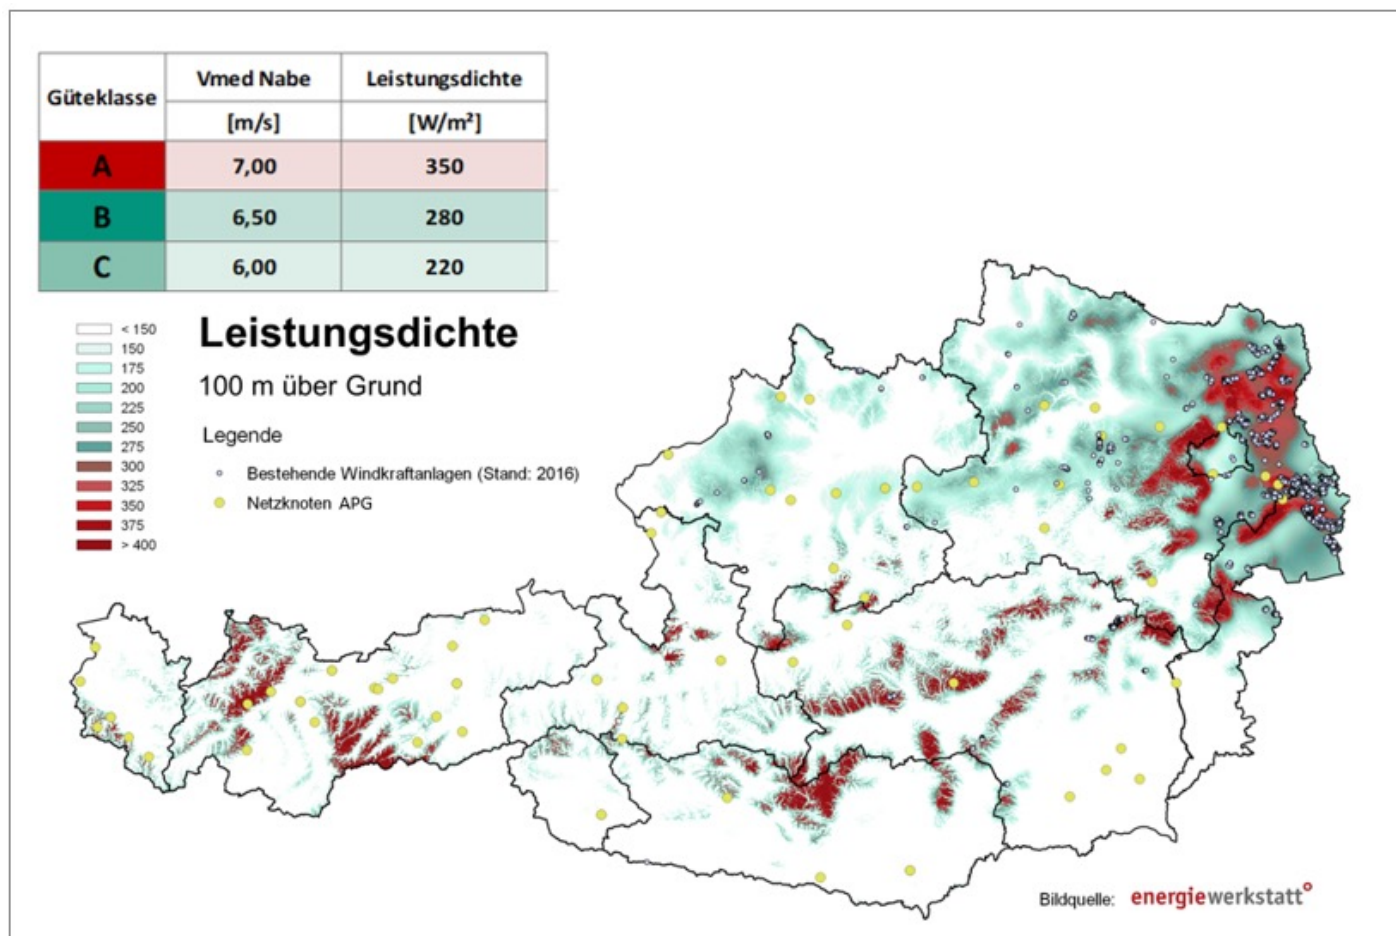 Güteklasse Vmed Nabe Leistungsdichte
[m/s] [W/m²]
A 7,00 350
B 6,50 280
C 6,00 220
Leistungsdichte
100 m über Grund
< 150
150
175
200
225
250
275
300
325
350
375
> 400
Legende
Bestehende Windkraftanlagen (Stand: 2016)
Netzknoten APG
Bildquelle: energiewerkstatt°